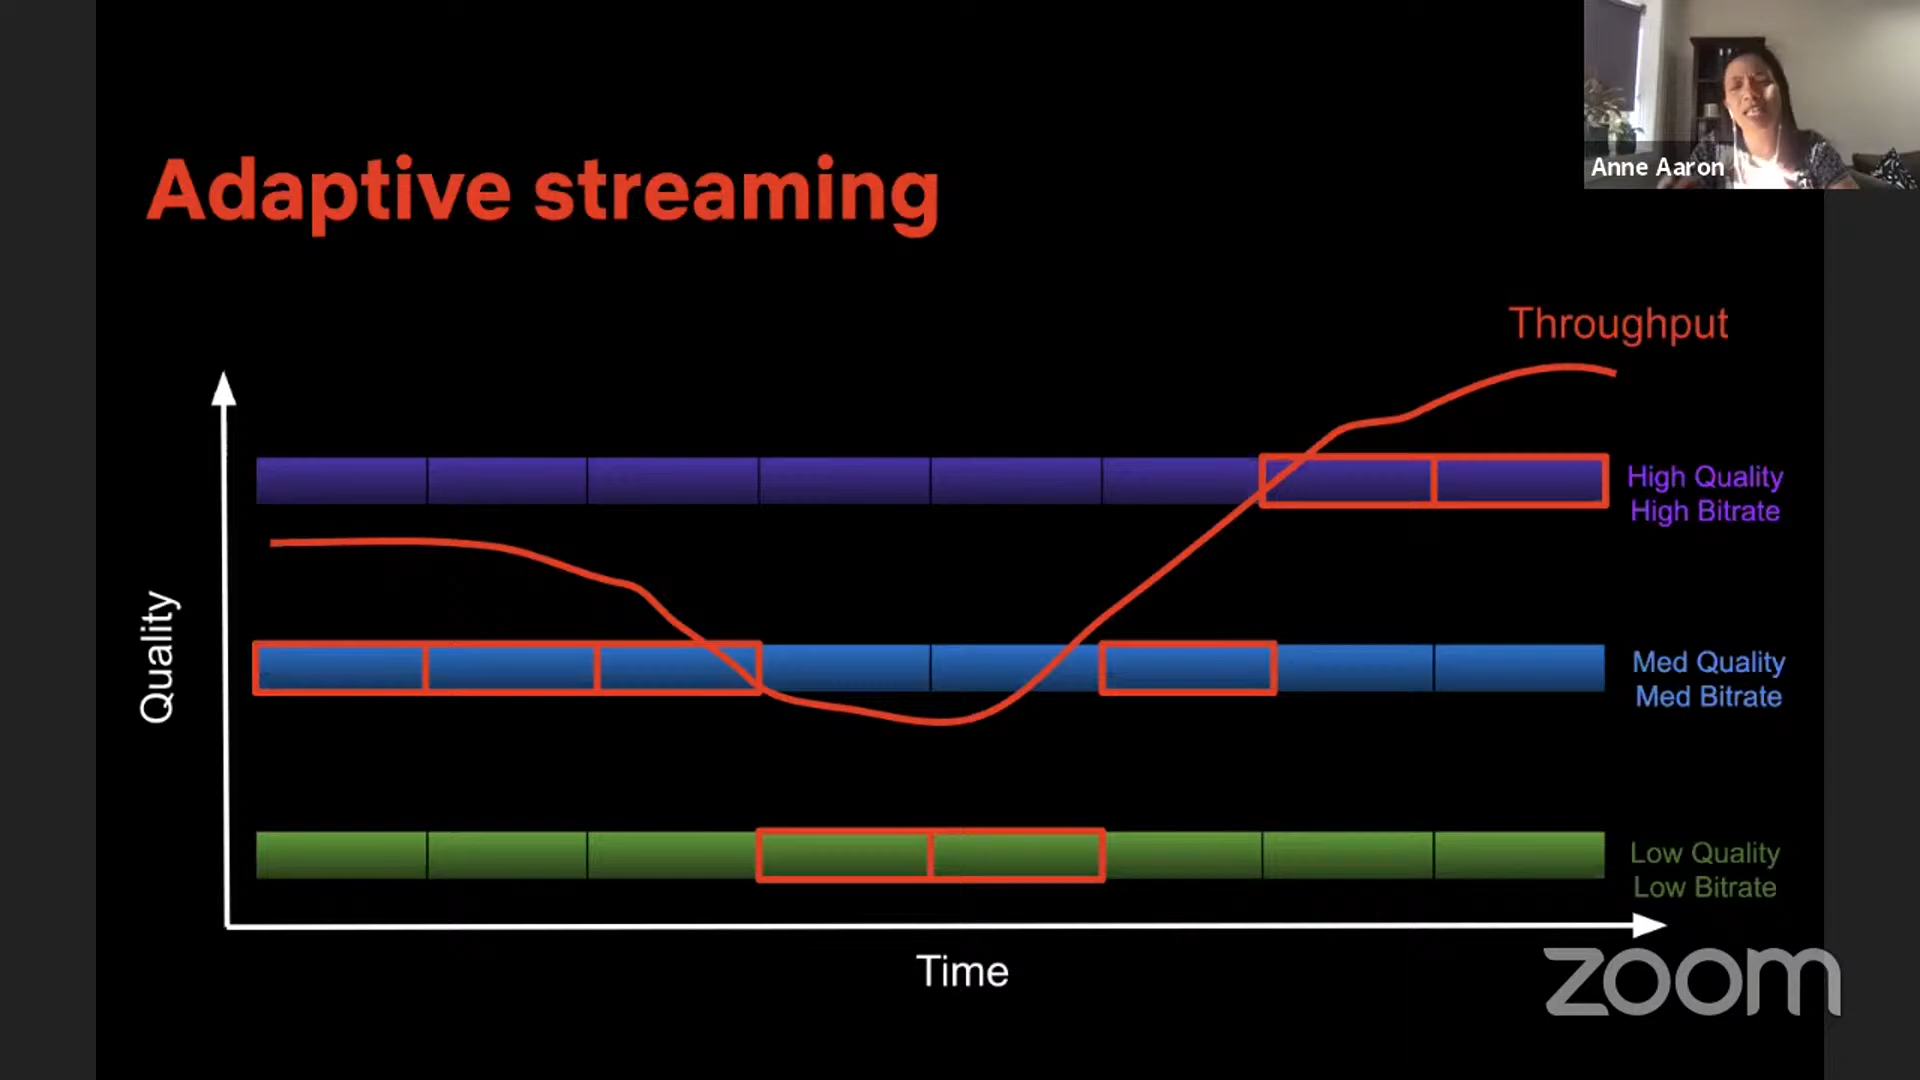 Anne Aaron
Adaptive streaming
Throughput
High Quality
High Bitrate
Quality
Med Quality
Med Bitrate
Low Quality
Low Bitrate
Time
zoom